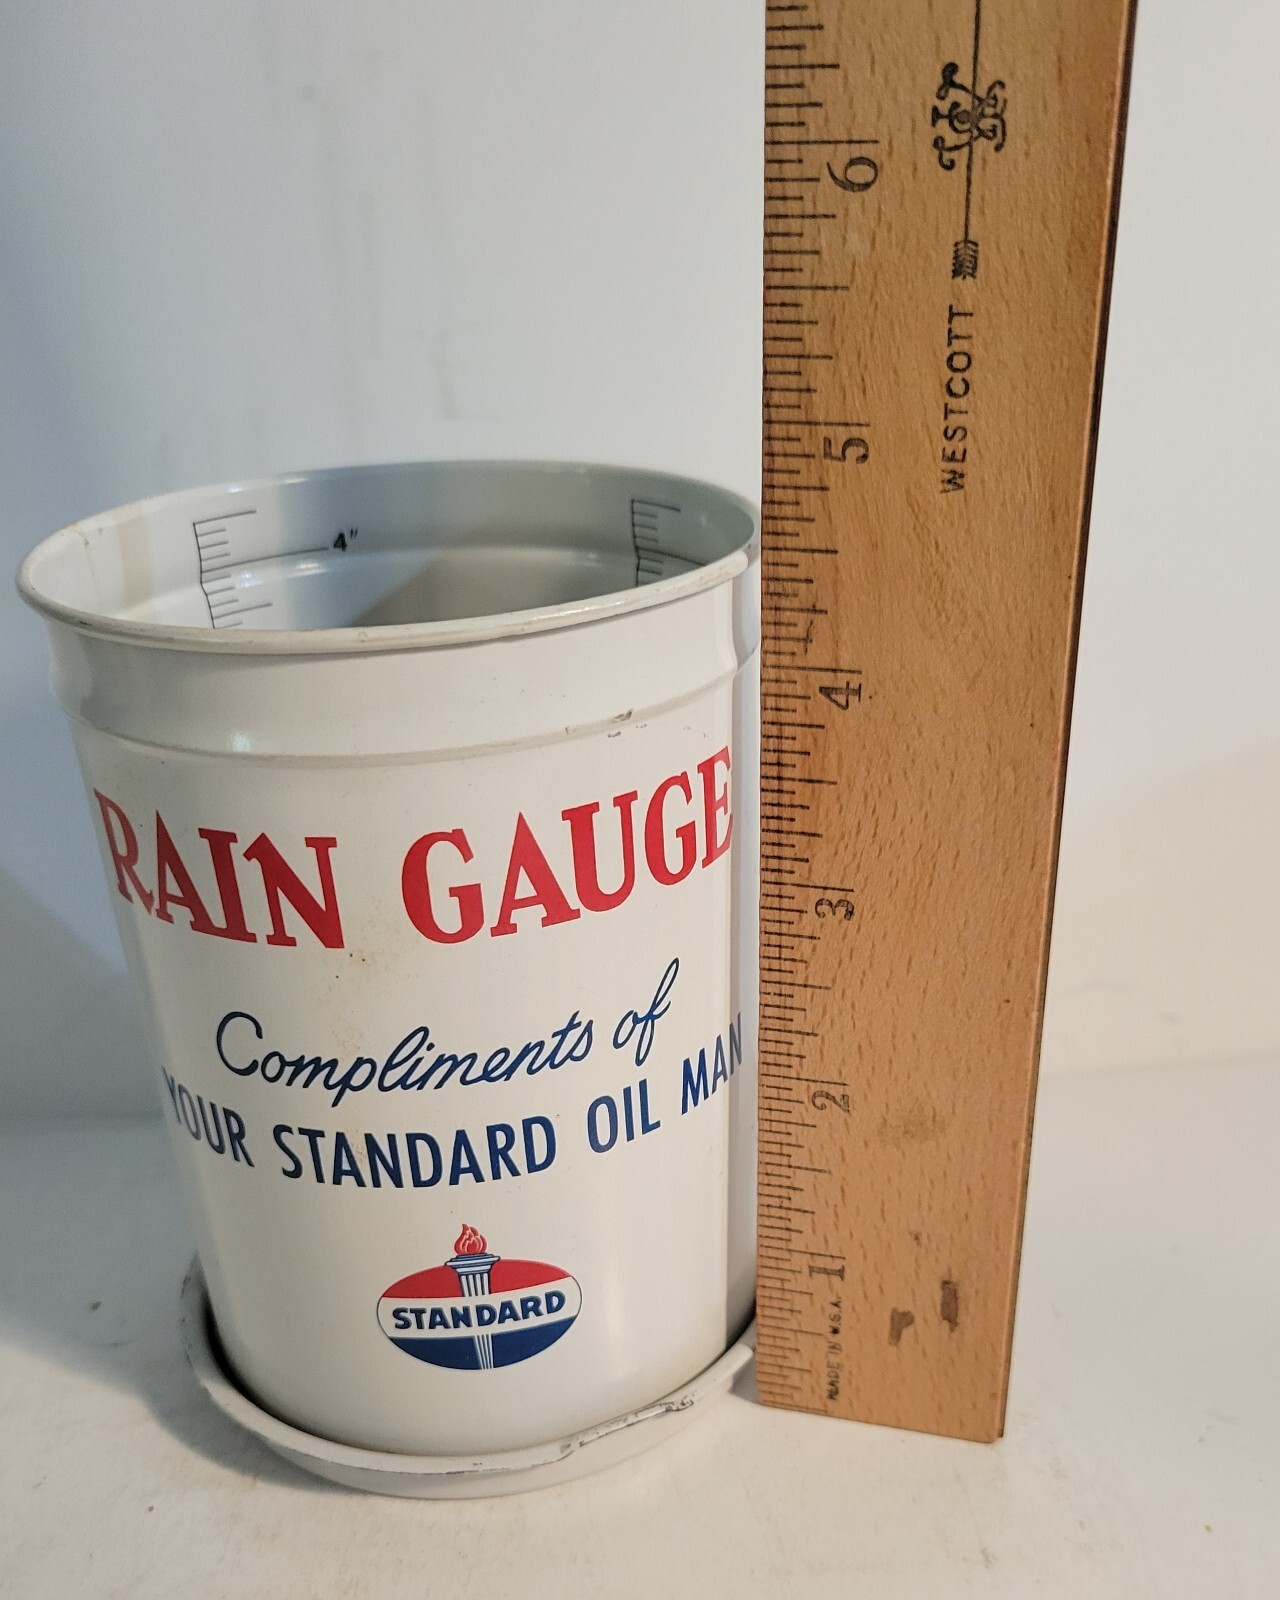 4"
RAIN GAUGE
Compliments of
YOUR STANDARD OIL MAN
STANDARD
6
5
4
3
2
1
WESTCOTT
MADE IN U.S.A.